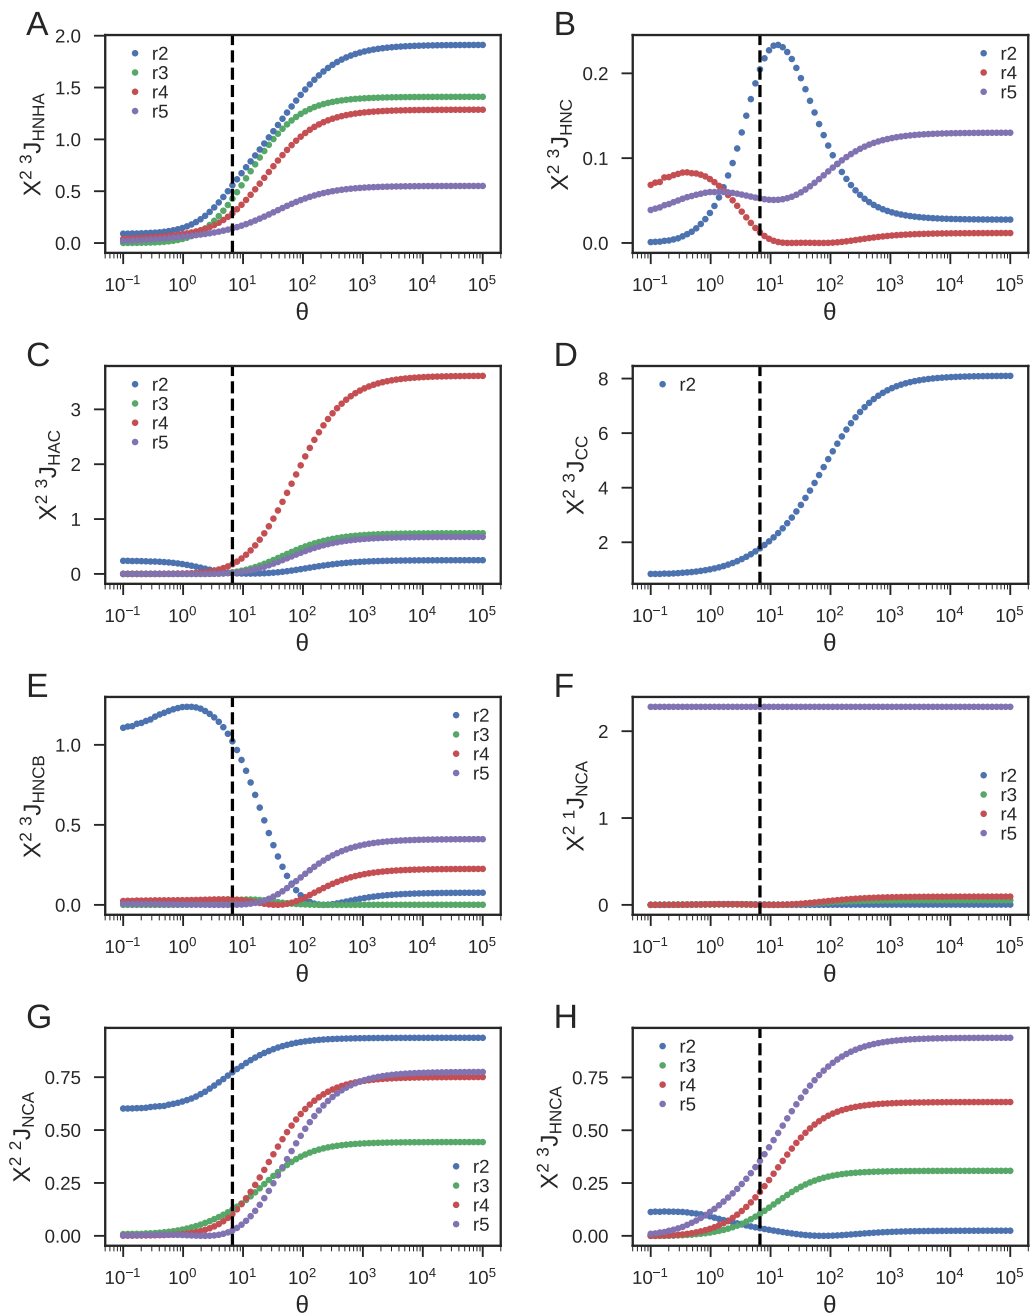 A
X² ³J_HNHA
2.0
1.5
1.0
0.5
0.0
r2
r3
r4
r5
10⁻¹ 10⁰ 10¹ 10² 10³ 10⁴ 10⁵
θ
B
X² ³J_HNC
0.2
0.1
0.0
r2
r4
r5
10⁻¹ 10⁰ 10¹ 10² 10³ 10⁴ 10⁵
θ
C
X² ³J_HAC
3
2
1
0
r2
r3
r4
r5
10⁻¹ 10⁰ 10¹ 10² 10³ 10⁴ 10⁵
θ
D
X² ³J_CC
8
6
4
2
r2
10⁻¹ 10⁰ 10¹ 10² 10³ 10⁴ 10⁵
θ
E
X² ³J_HNCB
1.0
0.5
0.0
r2
r3
r4
r5
10⁻¹ 10⁰ 10¹ 10² 10³ 10⁴ 10⁵
θ
F
X² ¹J_NCA
2
1
0
r2
r3
r4
r5
10⁻¹ 10⁰ 10¹ 10² 10³ 10⁴ 10⁵
θ
G
X² ²J_NCA
0.75
0.50
0.25
0.00
r2
r3
r4
r5
10⁻¹ 10⁰ 10¹ 10² 10³ 10⁴ 10⁵
θ
H
X² ³J_HNCA
0.75
0.50
0.25
0.00
r2
r3
r4
r5
10⁻¹ 10⁰ 10¹ 10² 10³ 10⁴ 10⁵
θ